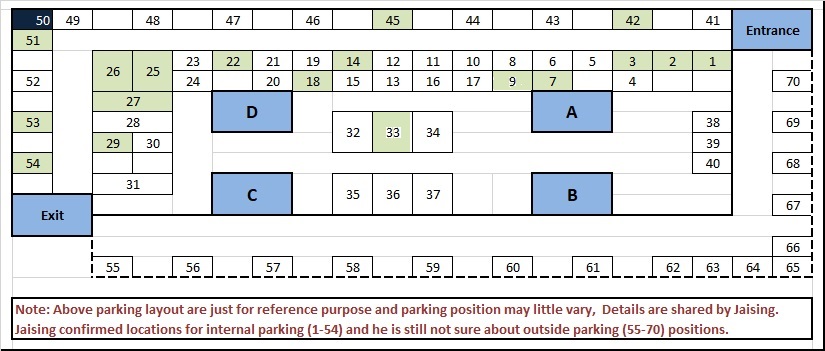 50 49 48 47 46 45 44 43 42 41 Entrance
51
26 25 23 22 21 19 14 12 11 10 8 6 5 3 2 1
52 24 20 18 15 13 16 17 9 7 4 70
27
D A
53 28 32 33 34 38 69
29 30 39
54 40 68
31
C 35 36 37 B
Exit 67
66
55 56 57 58 59 60 61 62 63 64 65
Note: Above parking layout are just for reference purpose and parking position may little vary, Details are shared by Jaising.
Jaising confirmed locations for internal parking (1-54) and he is still not sure about outside parking (55-70) positions.